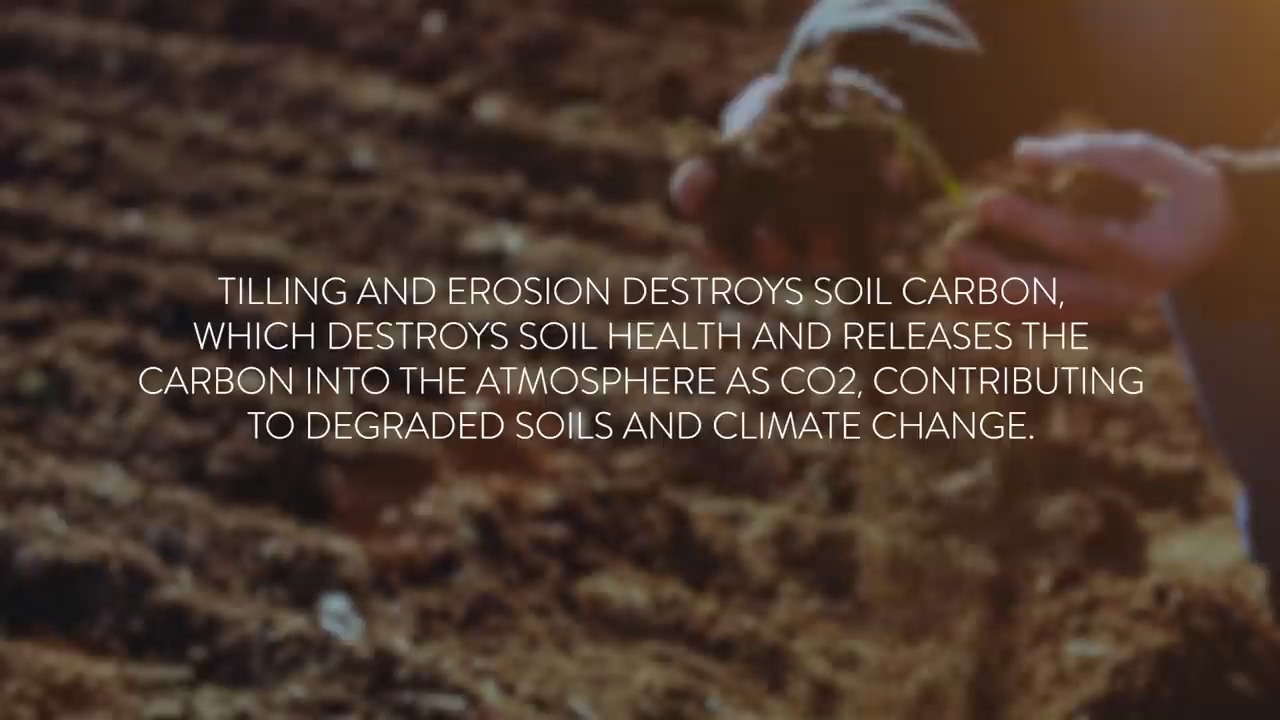 TILLING AND EROSION DESTROYS SOIL CARBON,
WHICH DESTROYS SOIL HEALTH AND RELEASES THE
CARBON INTO THE ATMOSPHERE AS CO2, CONTRIBUTING
TO DEGRADED SOILS AND CLIMATE CHANGE.